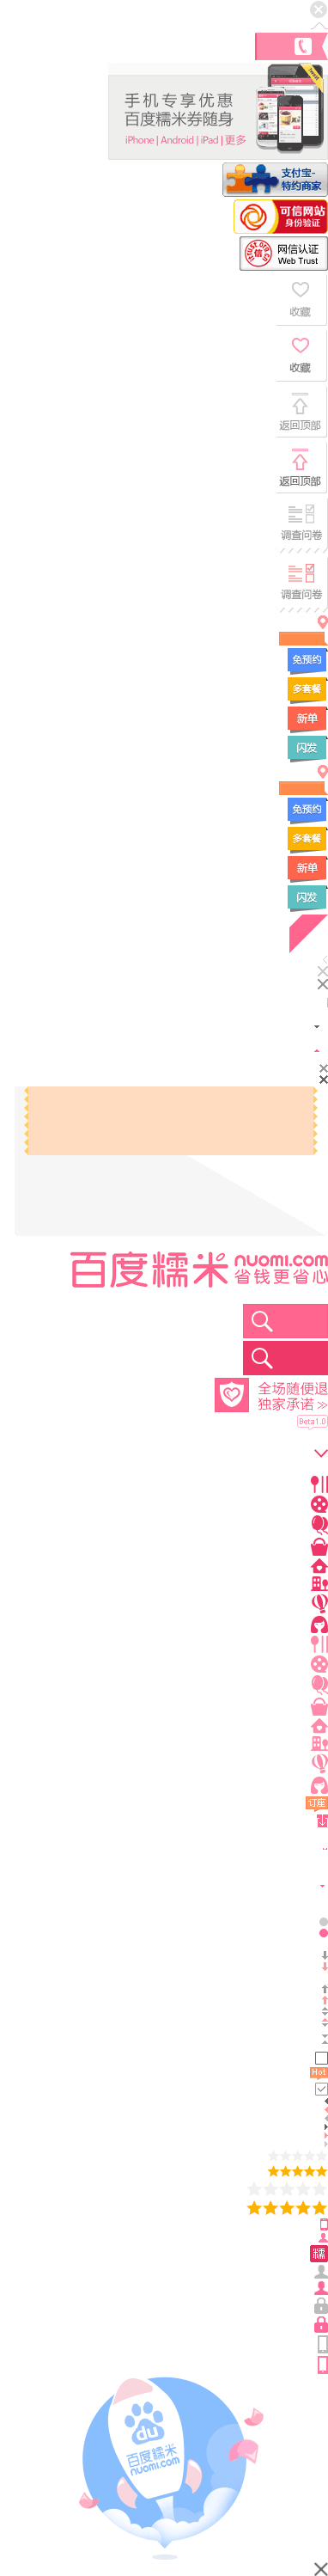 手机专享优惠
百度糯米券随身
iPhone | Android | iPad | 更多
支付宝-
特约商家
可信网站
身份验证
网信认证
Web Trust
收藏
收藏
返回顶部
返回顶部
调查问卷
调查问卷
免预约
多套餐
新单
闪发
免预约
多套餐
新单
闪发
百度糯米 nuomi.com
省钱更省心
全场随便退
独家承诺 >>
Beta1.0
订座
Hot
糯
du
百度糯米
nuomi.com